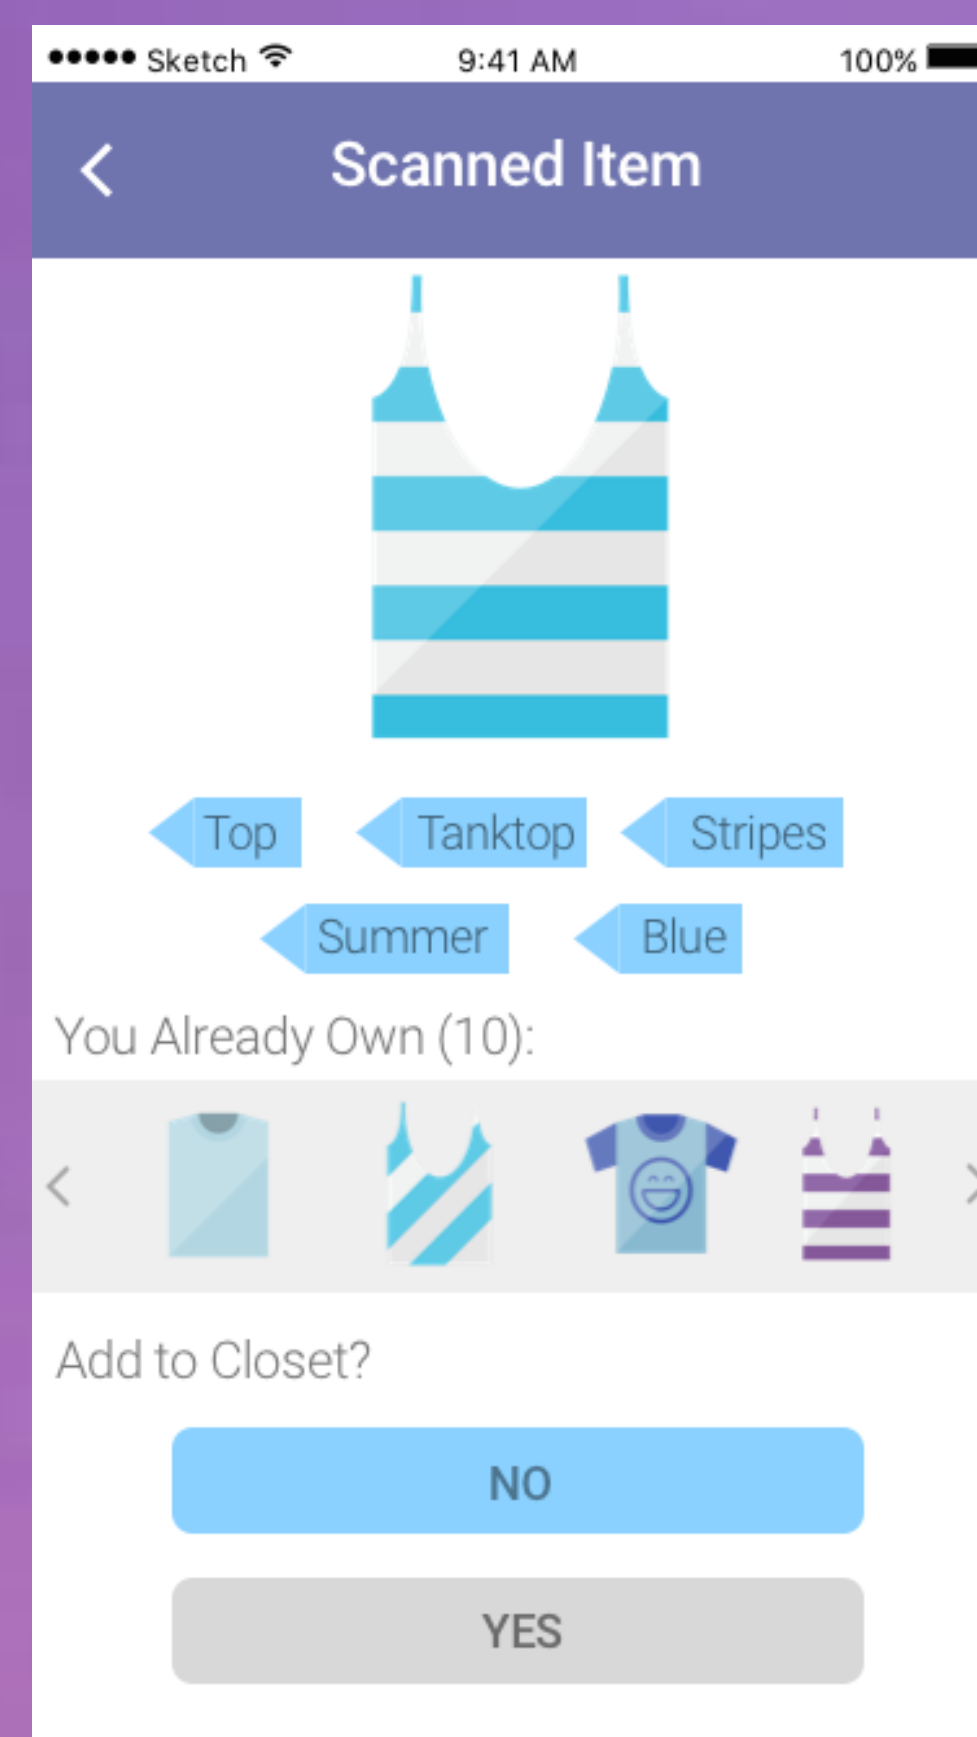 Sketch 9:41 AM 100%
Scanned Item
Top Tanktop Stripes
Summer Blue
You Already Own (10):
Add to Closet?
NO
YES